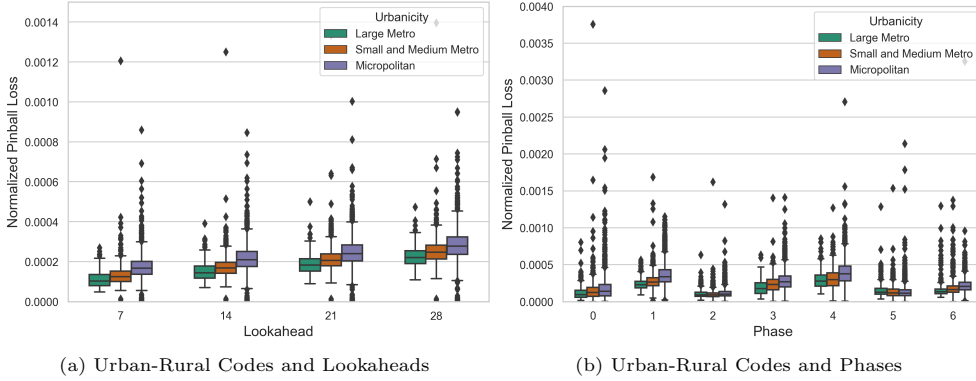 Normalized Pinball Loss
0.0014
0.0012
0.0010
0.0008
0.0006
0.0004
0.0002
0.0000
Urbanicity
Large Metro
Small and Medium Metro
Micropolitan
7 14 21 28
Lookahead
(a) Urban-Rural Codes and Lookaheads
Normalized Pinball Loss
0.0040
0.0035
0.0030
0.0025
0.0020
0.0015
0.0010
0.0005
0.0000
Urbanicity
Large Metro
Small and Medium Metro
Micropolitan
0 1 2 3 4 5 6
Phase
(b) Urban-Rural Codes and Phases